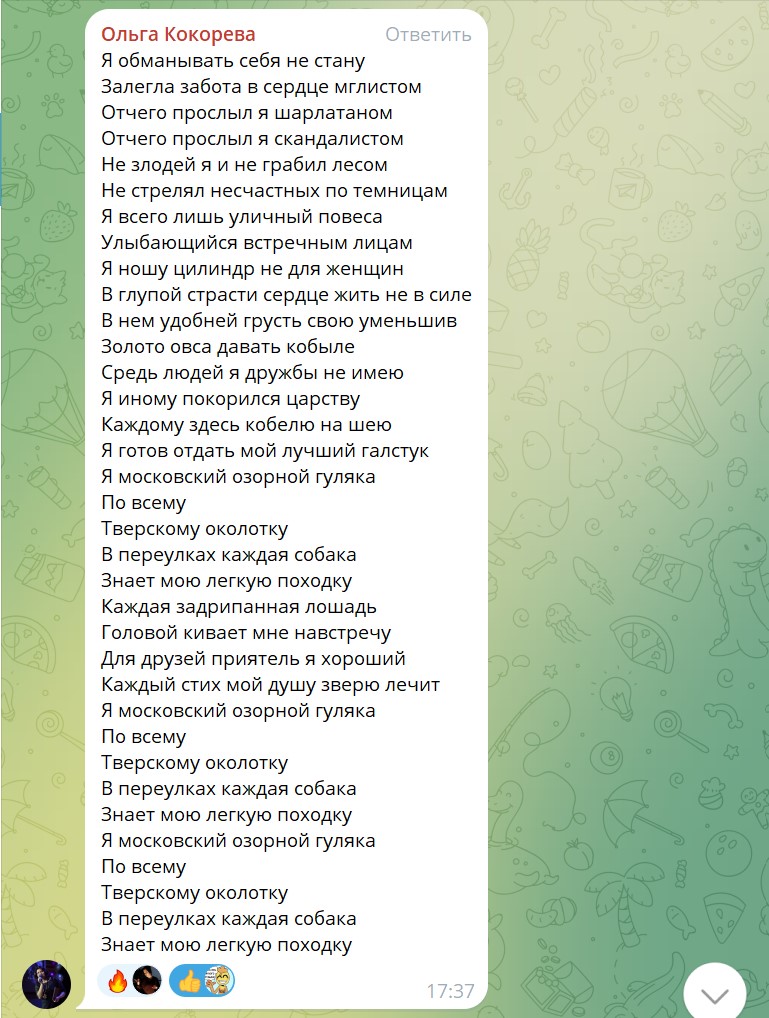 Ольга Кокорева Ответить
Я обманывать себя не стану
Залегла забота в сердце мглистом
Отчего прослыл я шарлатаном
Отчего прослыл я скандалистом
Не злодей я и не грабил лесом
Не стрелял несчастных по темницам
Я всего лишь уличный повеса
Улыбающийся встречным лицам
Я ношу цилиндр не для женщин
В глупой страсти сердце жить не в силе
В нем удобней грусть свою уменьшив
Золото овса давать кобыле
Средь людей я дружбы не имею
Я иному покорился царству
Каждому здесь кобелю на шею
Я готов отдать мой лучший галстук
Я московский озорной гуляка
По всему
Тверскому околотку
В переулках каждая собака
Знает мою легкую походку
Каждая задрипанная лошадь
Головой кивает мне навстречу
Для друзей приятель я хороший
Каждый стих мой душу зверю лечит
Я московский озорной гуляка
По всему
Тверскому околотку
В переулках каждая собака
Знает мою легкую походку
Я московский озорной гуляка
По всему
Тверскому околотку
В переулках каждая собака
Знает мою легкую походку
17:37